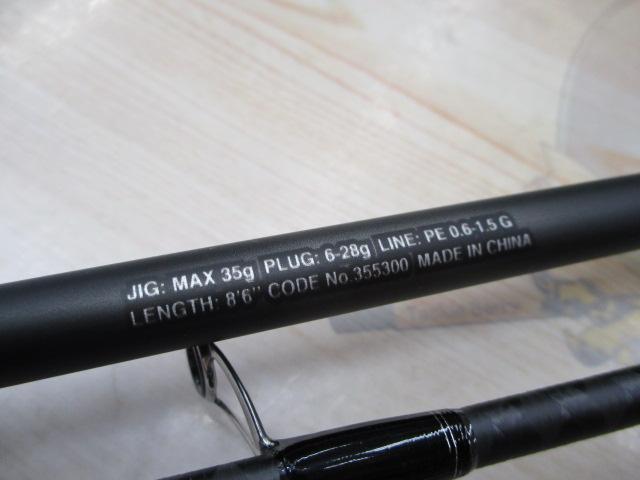 JIG: MAX 35g | PLUG: 6-28g | LINE: PE 0.6-1.5 G
LENGTH: 8'6" CODE No.355300 | MADE IN CHINA